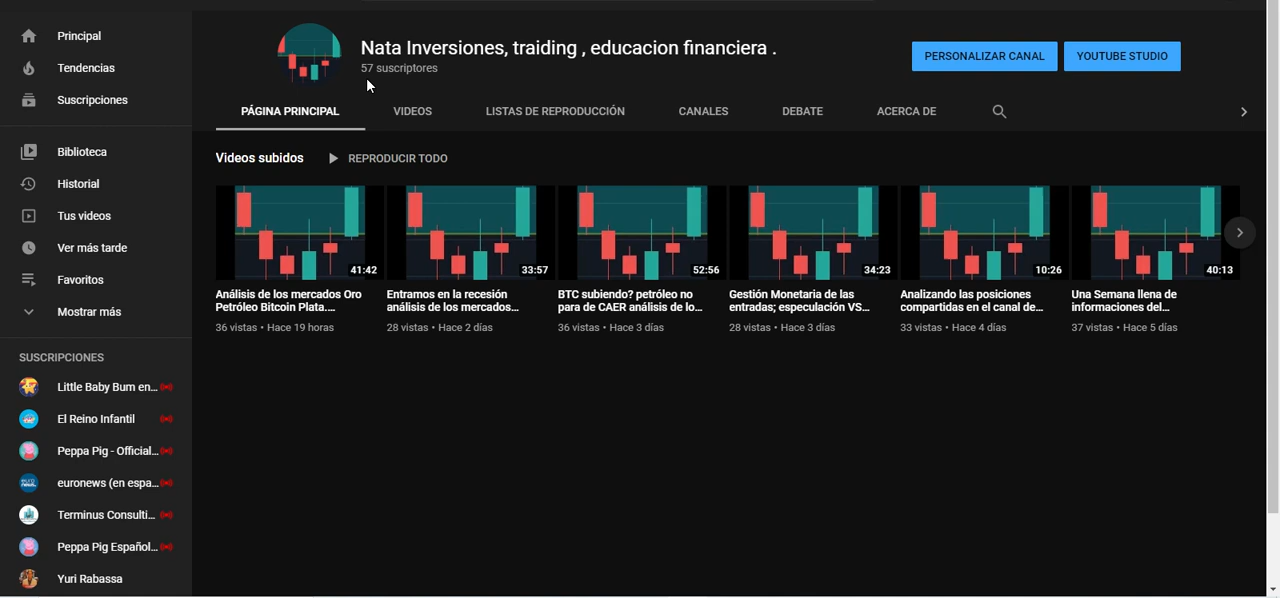 Principal
Tendencias
Suscripciones
Biblioteca
Historial
Tus videos
Ver más tarde
Favoritos
Mostrar más
SUSCRIPCIONES
Little Baby Bum en...
El Reino Infantil
Peppa Pig - Official...
euronews (en espa...
Terminus Consulti...
Peppa Pig Español...
Yuri Rabassa
Nata Inversiones, traiding , educacion financiera .
57 suscriptores
PERSONALIZAR CANAL
YOUTUBE STUDIO
PÁGINA PRINCIPAL
VIDEOS
LISTAS DE REPRODUCCIÓN
CANALES
DEBATE
ACERCA DE
Videos subidos
REPRODUCIR TODO
41:42
Análisis de los mercados Oro
Petróleo Bitcoin Plata....
36 vistas • Hace 19 horas
33:57
Entramos en la recesión
análisis de los mercados...
28 vistas • Hace 2 días
52:56
BTC subiendo? petróleo no
para de CAER análisis de lo...
36 vistas • Hace 3 días
34:23
Gestión Monetaria de las
entradas; especulación VS...
28 vistas • Hace 3 días
10:26
Analizando las posiciones
compartidas en el canal de...
33 vistas • Hace 4 días
40:13
Una Semana llena de
informaciones del...
37 vistas • Hace 5 días